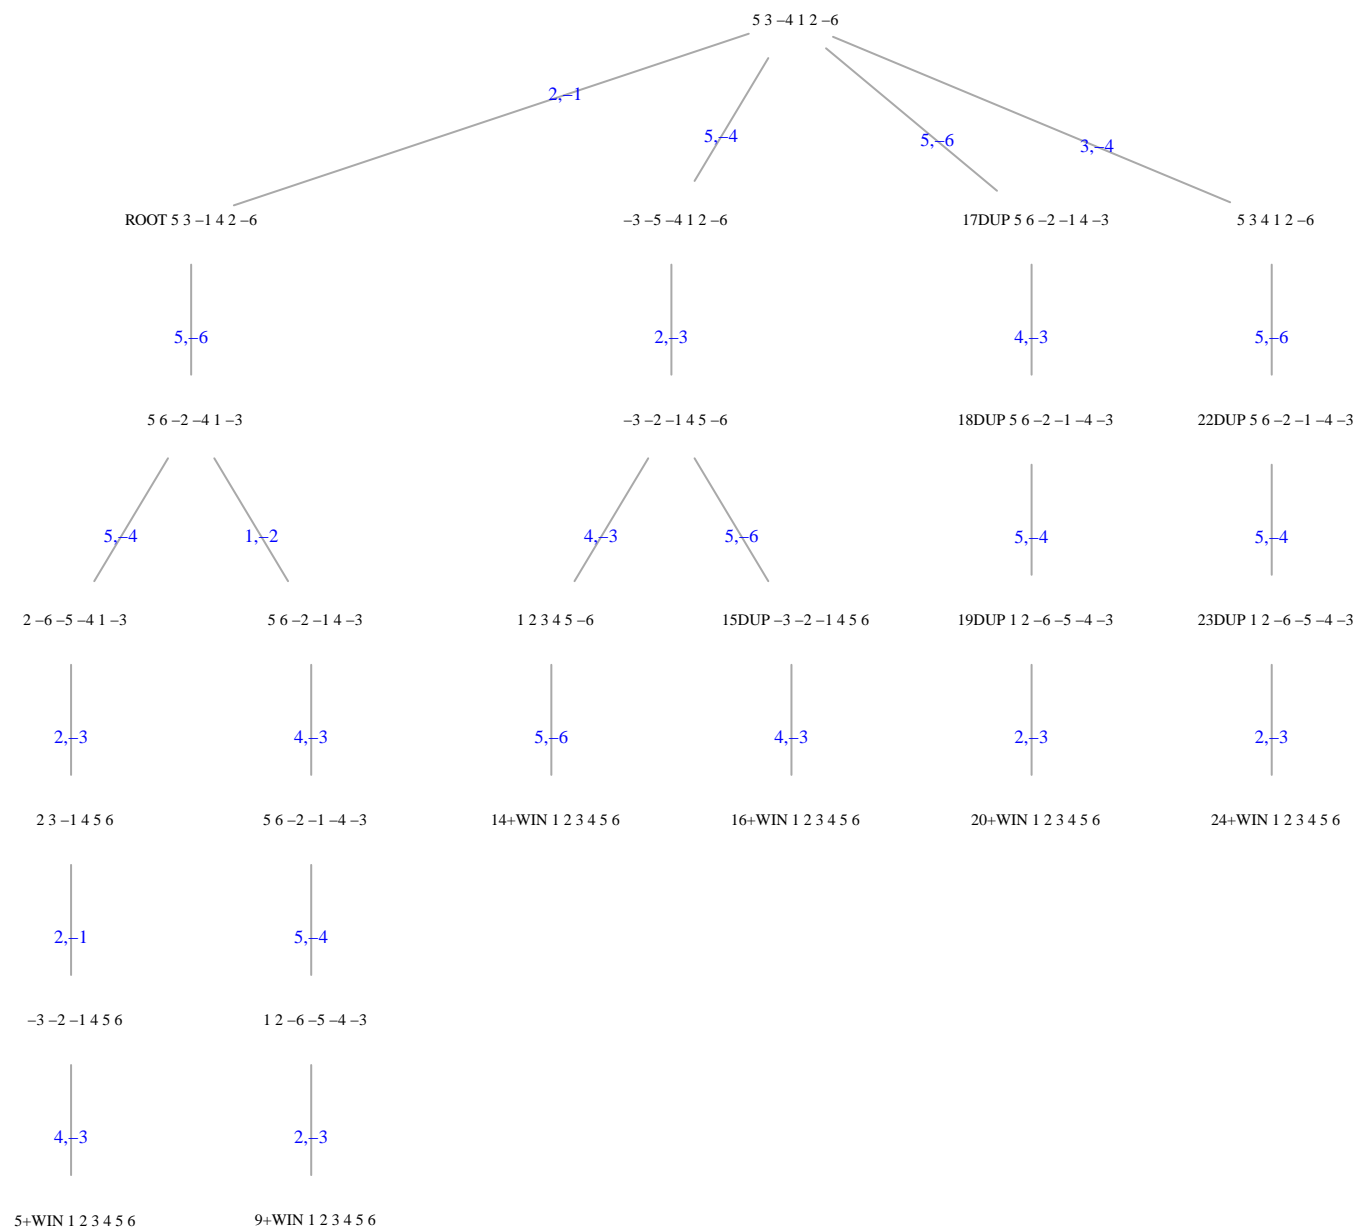 5 3 −4 1 2 −6
2,−1
5,−4
5,−6
3,−4
ROOT 5 3 −1 4 2 −6
−3 −5 −4 1 2 −6
17DUP 5 6 −2 −1 4 −3
5 3 4 1 2 −6
5,−6
2,−3
4,−3
5,−6
5 6 −2 −4 1 −3
−3 −2 −1 4 5 −6
18DUP 5 6 −2 −1 −4 −3
22DUP 5 6 −2 −1 −4 −3
5,−4
1,−2
4,−3
5,−6
5,−4
5,−4
2 −6 −5 −4 1 −3
5 6 −2 −1 4 −3
1 2 3 4 5 −6
15DUP −3 −2 −1 4 5 6
19DUP 1 2 −6 −5 −4 −3
23DUP 1 2 −6 −5 −4 −3
2,−3
4,−3
5,−6
4,−3
2,−3
2,−3
2 3 −1 4 5 6
5 6 −2 −1 −4 −3
14+WIN 1 2 3 4 5 6
16+WIN 1 2 3 4 5 6
20+WIN 1 2 3 4 5 6
24+WIN 1 2 3 4 5 6
2,−1
5,−4
−3 −2 −1 4 5 6
1 2 −6 −5 −4 −3
4,−3
2,−3
5+WIN 1 2 3 4 5 6
9+WIN 1 2 3 4 5 6